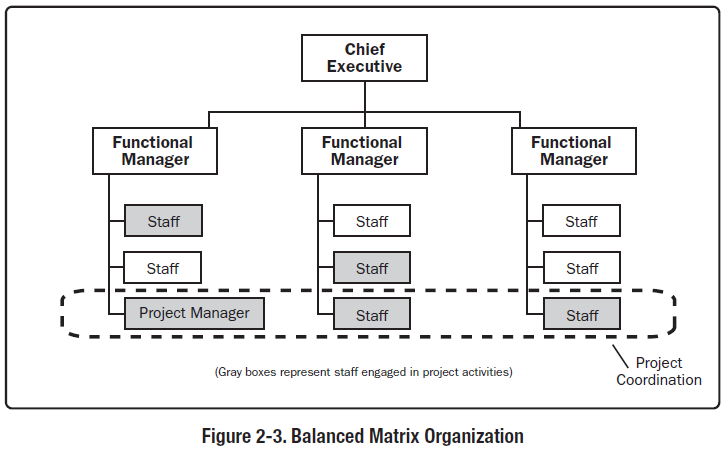 Chief
Executive
Functional
Manager
Functional
Manager
Functional
Manager
Staff
Staff
Staff
Staff
Staff
Staff
Project Manager
Staff
Staff
(Gray boxes represent staff engaged in project activities)
Project
Coordination
Figure 2-3. Balanced Matrix Organization